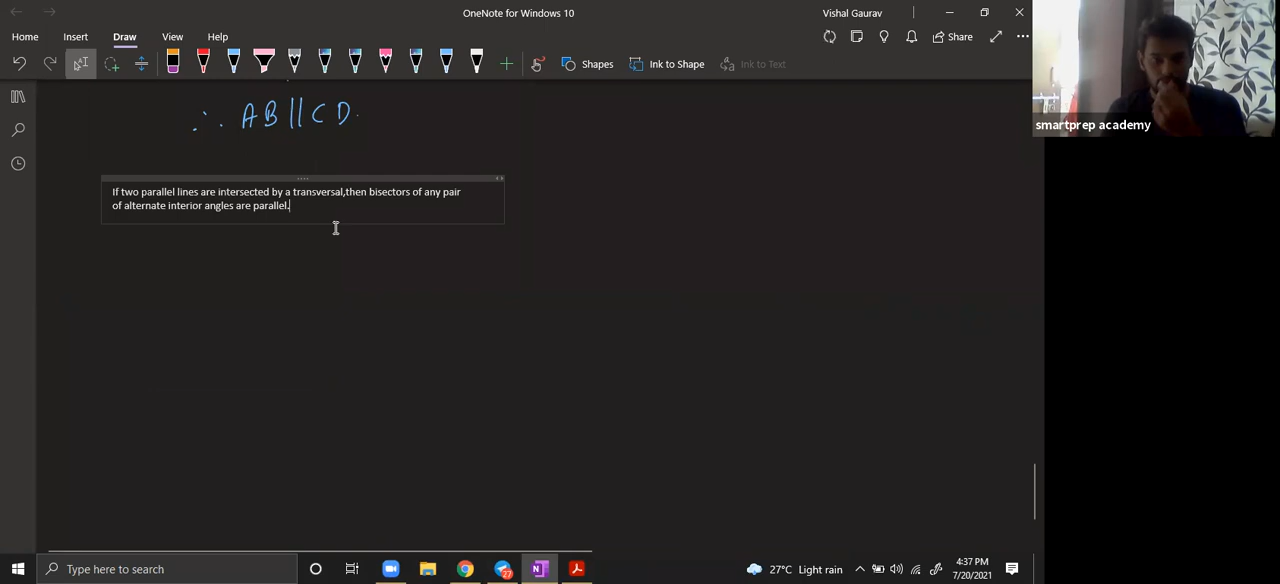 OneNote for Windows 10
Vishal Gaurav
Home Insert Draw View Help
Share
Shapes
Ink to Shape
Ink to Text
∴ AB || CD.
If two parallel lines are intersected by a transversal,then bisectors of any pair
of alternate interior angles are parallel.
smartprep academy
Type here to search
27
N
27°C Light rain
4:37 PM
7/20/2021